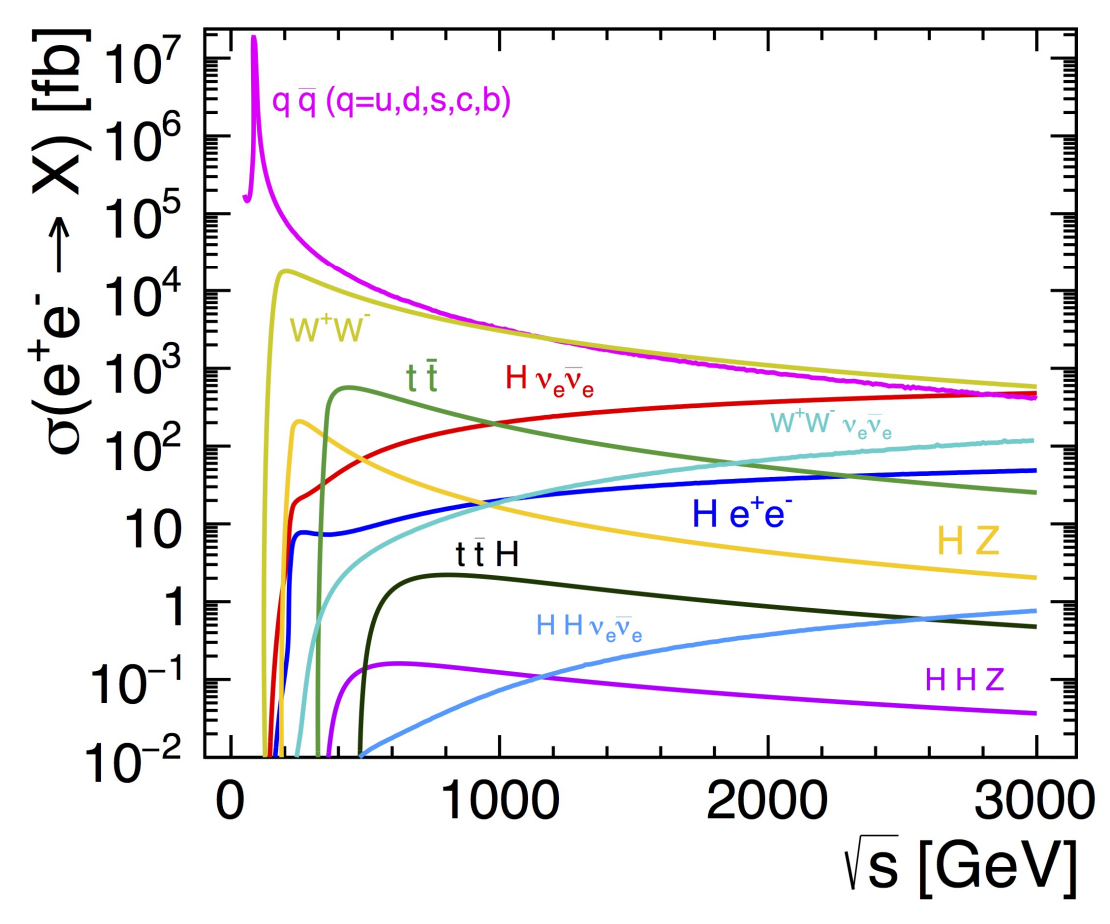 σ(e⁺e⁻ → X) [fb]
10⁷
10⁶
10⁵
10⁴
10³
10²
10
1
10⁻¹
10⁻²
q q̅ (q=u,d,s,c,b)
W⁺W⁻
t t̅
H νₑν̅ₑ
W⁺W⁻ νₑν̅ₑ
H e⁺e⁻
H Z
t t̅ H
H H νₑν̅ₑ
H H Z
0 1000 2000 3000
√s [GeV]